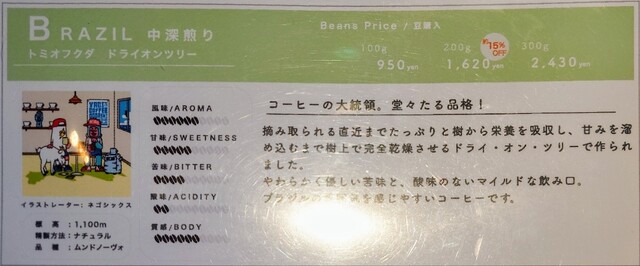 BRAZIL 中深煎り
トミオフクダ ドライオンツリー
Beans Price / 豆購入
100g 200g 約15%OFF 300g
950yen 1,620yen 2,430yen
風味/AROMA
甘味/SWEETNESS
苦味/BITTER
酸味/ACIDITY
質感/BODY
イラストレーター: ネゴシックス
標高:1,100m
精製方法:ナチュラル
品種:ムンドノーヴォ
コーヒーの大統領。堂々たる品格!
摘み取られる直近までたっぷりと樹から栄養を吸収し、甘みを溜
め込むまで樹上で完全乾燥させるドライ・オン・ツリーで作られ
ました。
やわらかく優しい苦味と、酸味のないマイルドな飲み口。
ブラジルの を感じやすいコーヒーです。